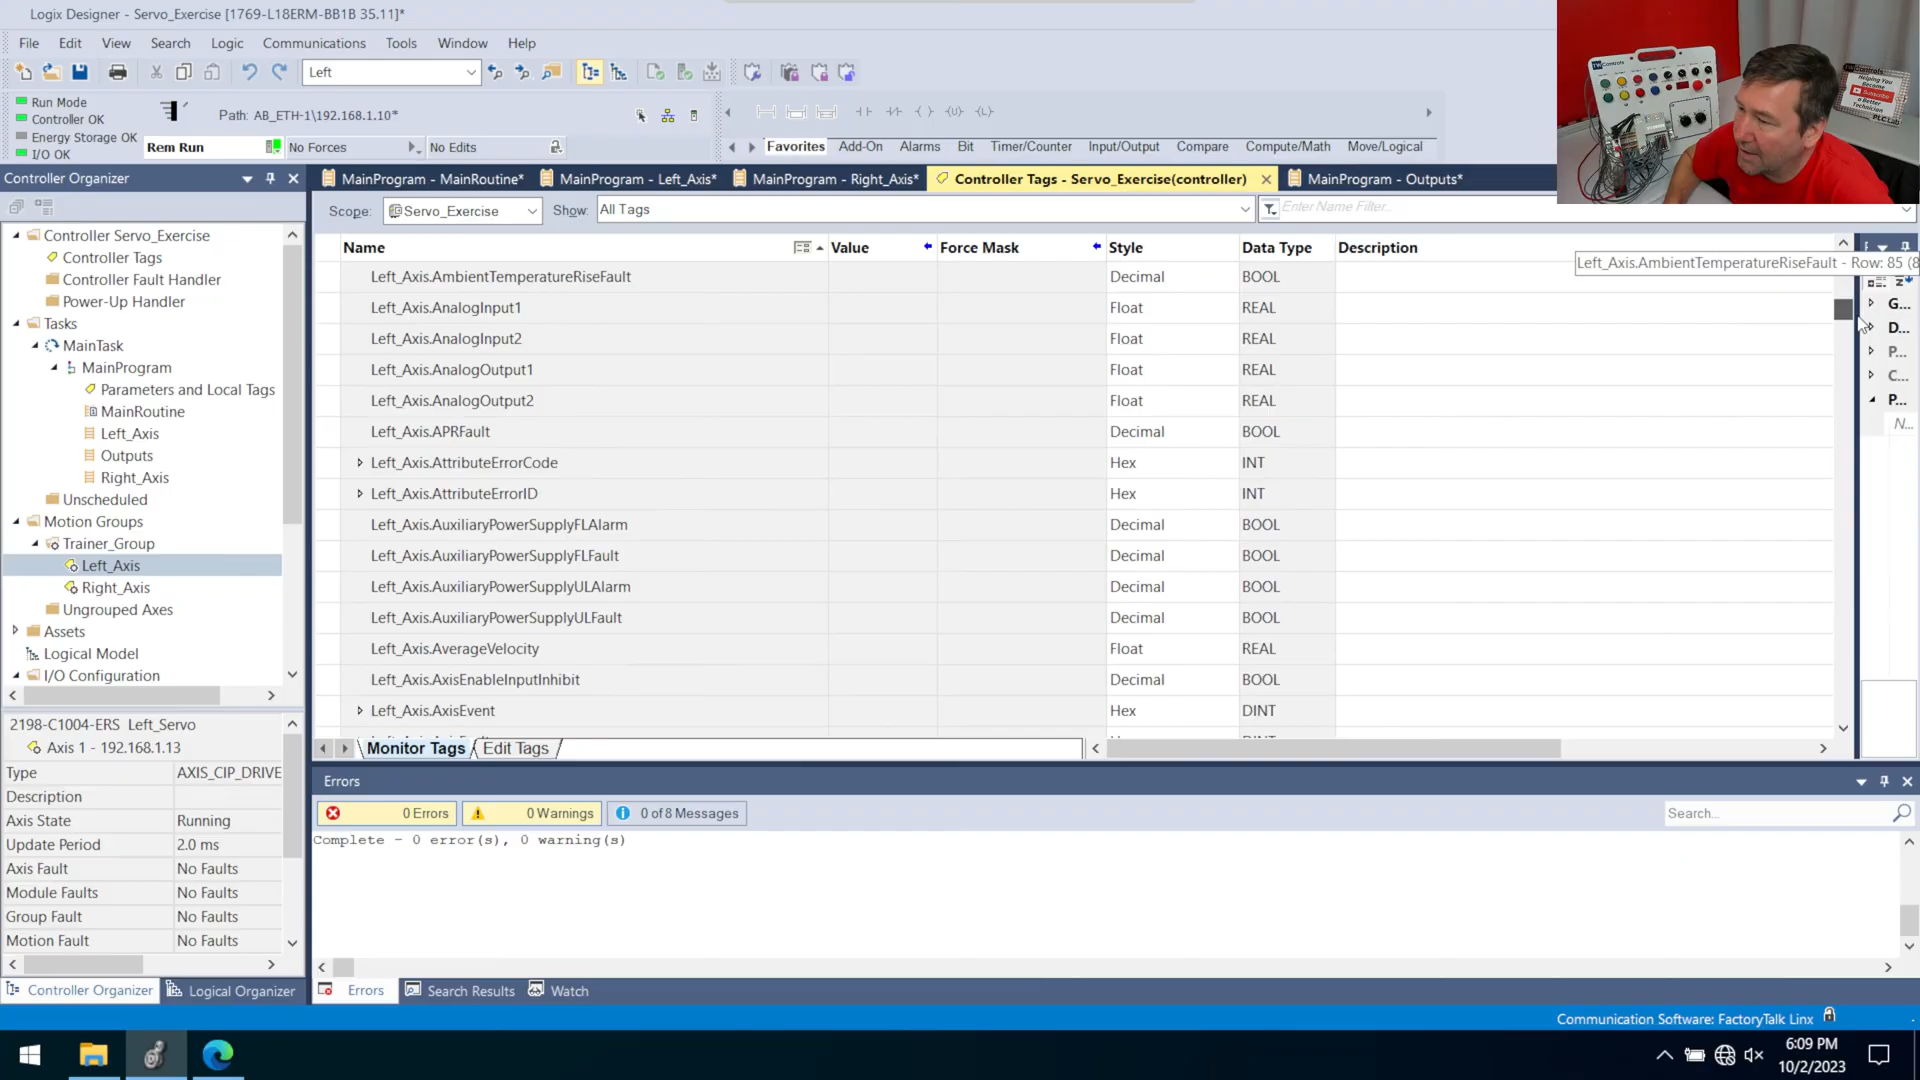 Logix Designer - Servo_Exercise [1769-L18ERM-BB1B 35.11]*
File Edit View Search Logic Communications Tools Window Help
Left
Run Mode
Controller OK
Energy Storage OK
I/O OK
Path: AB_ETH-1\192.168.1.10*
Rem Run
No Forces
No Edits
Favorites Add-On Alarms Bit Timer/Counter Input/Output Compare Compute/Math Move/Logical
TWControls
Helping You
Become
Subscribe
a Better
Technician
PLC Lab
Controller Organizer
MainProgram - MainRoutine*
MainProgram - Left_Axis*
MainProgram - Right_Axis*
Controller Tags - Servo_Exercise(controller)
MainProgram - Outputs*
Scope: Servo_Exercise Show: All Tags
Enter Name Filter...
Controller Servo_Exercise
Controller Tags
Controller Fault Handler
Power-Up Handler
Tasks
MainTask
MainProgram
Parameters and Local Tags
MainRoutine
Left_Axis
Outputs
Right_Axis
Unscheduled
Motion Groups
Trainer_Group
Left_Axis
Right_Axis
Ungrouped Axes
Assets
Logical Model
I/O Configuration
2198-C1004-ERS Left_Servo
Axis 1 - 192.168.1.13
Type AXIS_CIP_DRIVE
Description
Axis State Running
Update Period 2.0 ms
Axis Fault No Faults
Module Faults No Faults
Group Fault No Faults
Motion Fault No Faults
Controller Organizer Logical Organizer
Name Value Force Mask Style Data Type Description
Left_Axis.AmbientTemperatureRiseFault Decimal BOOL
Left_Axis.AnalogInput1 Float REAL
Left_Axis.AnalogInput2 Float REAL
Left_Axis.AnalogOutput1 Float REAL
Left_Axis.AnalogOutput2 Float REAL
Left_Axis.APRFault Decimal BOOL
Left_Axis.AttributeErrorCode Hex INT
Left_Axis.AttributeErrorID Hex INT
Left_Axis.AuxiliaryPowerSupplyFLAlarm Decimal BOOL
Left_Axis.AuxiliaryPowerSupplyFLFault Decimal BOOL
Left_Axis.AuxiliaryPowerSupplyULAlarm Decimal BOOL
Left_Axis.AuxiliaryPowerSupplyULFault Decimal BOOL
Left_Axis.AverageVelocity Float REAL
Left_Axis.AxisEnableInputInhibit Decimal BOOL
Left_Axis.AxisEvent Hex DINT
Left_Axis.AmbientTemperatureRiseFault - Row: 85 (8
G...
D...
P...
C...
P...
N...
Monitor Tags Edit Tags
Errors
0 Errors 0 Warnings 0 of 8 Messages
Search...
Complete - 0 error(s), 0 warning(s)
Errors Search Results Watch
Communication Software: FactoryTalk Linx
6:09 PM
10/2/2023